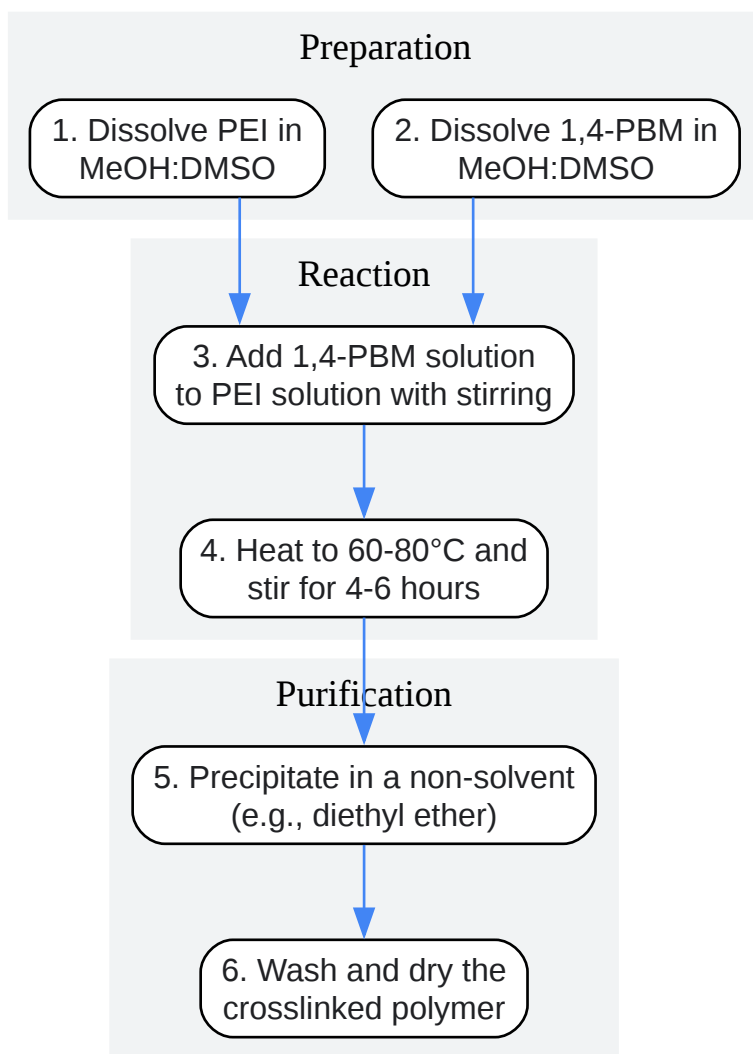 Preparation
1. Dissolve PEI in
MeOH:DMSO
2. Dissolve 1,4-PBM in
MeOH:DMSO
Reaction
3. Add 1,4-PBM solution
to PEI solution with stirring
4. Heat to 60-80°C and
stir for 4-6 hours
Purification
5. Precipitate in a non-solvent
(e.g., diethyl ether)
6. Wash and dry the
crosslinked polymer